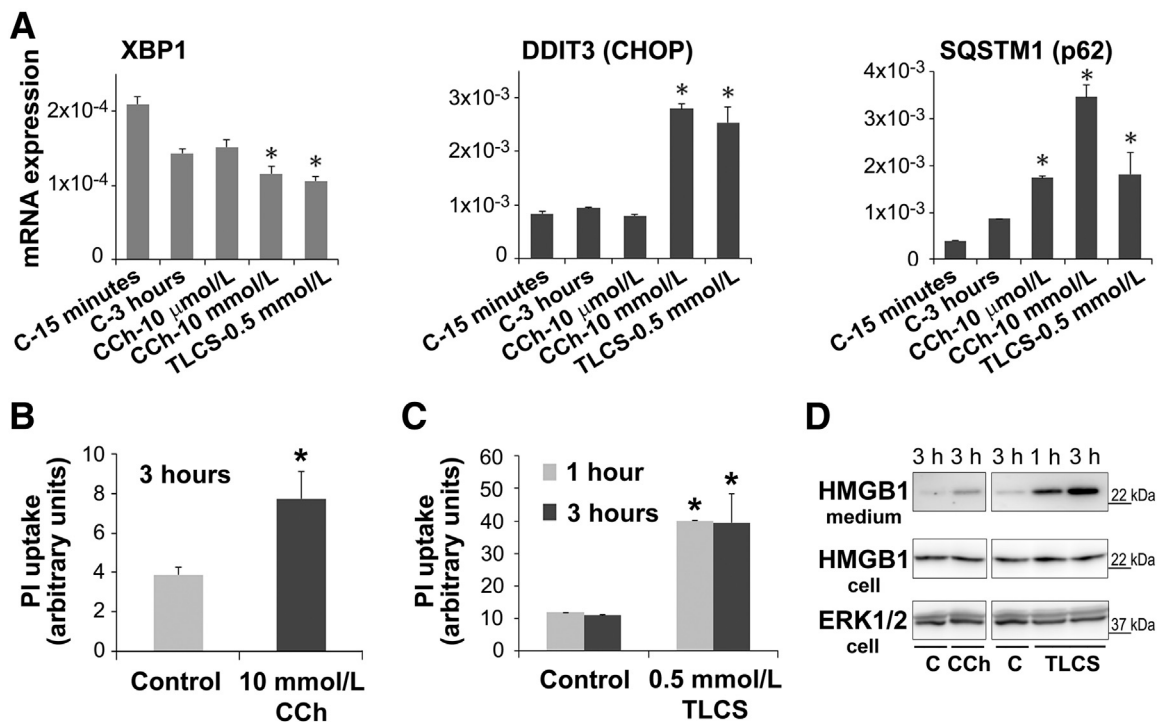 A
XBP1
mRNA expression
2x10-4
1x10-4
0
*
*
C-15 minutes
C-3 hours
CCh-10 μmol/L
CCh-10 mmol/L
TLCS-0.5 mmol/L
DDIT3 (CHOP)
3x10-3
2x10-3
1x10-3
0
*
*
C-15 minutes
C-3 hours
CCh-10 μmol/L
CCh-10 mmol/L
TLCS-0.5 mmol/L
SQSTM1 (p62)
4x10-3
3x10-3
2x10-3
1x10-3
0
*
*
*
C-15 minutes
C-3 hours
CCh-10 μmol/L
CCh-10 mmol/L
TLCS-0.5 mmol/L
B
PI uptake
(arbitrary units)
10
8
6
4
2
0
3 hours
*
Control
10 mmol/L
CCh
C
PI uptake
(arbitrary units)
60
50
40
30
20
10
0
1 hour
3 hours
*
*
Control
0.5 mmol/L
TLCS
D
3 h 3 h 3 h 1 h 3 h
HMGB1
medium
22 kDa
HMGB1
cell
22 kDa
ERK1/2
cell
37 kDa
C CCh C TLCS